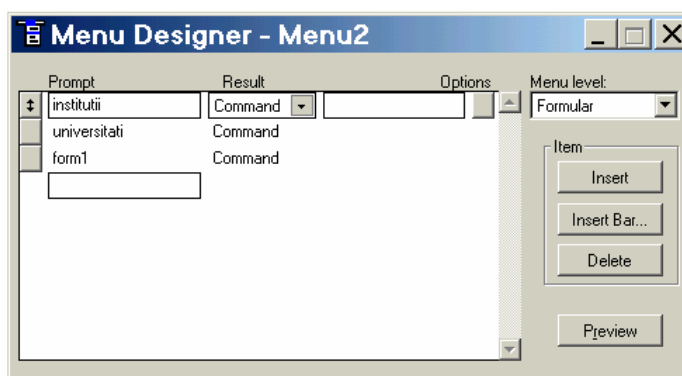 Menu Designer - Menu2
Prompt Result Options Menu level:
institutii Command Formular
universitati Command
form1 Command
Item
Insert
Insert Bar...
Delete
Preview